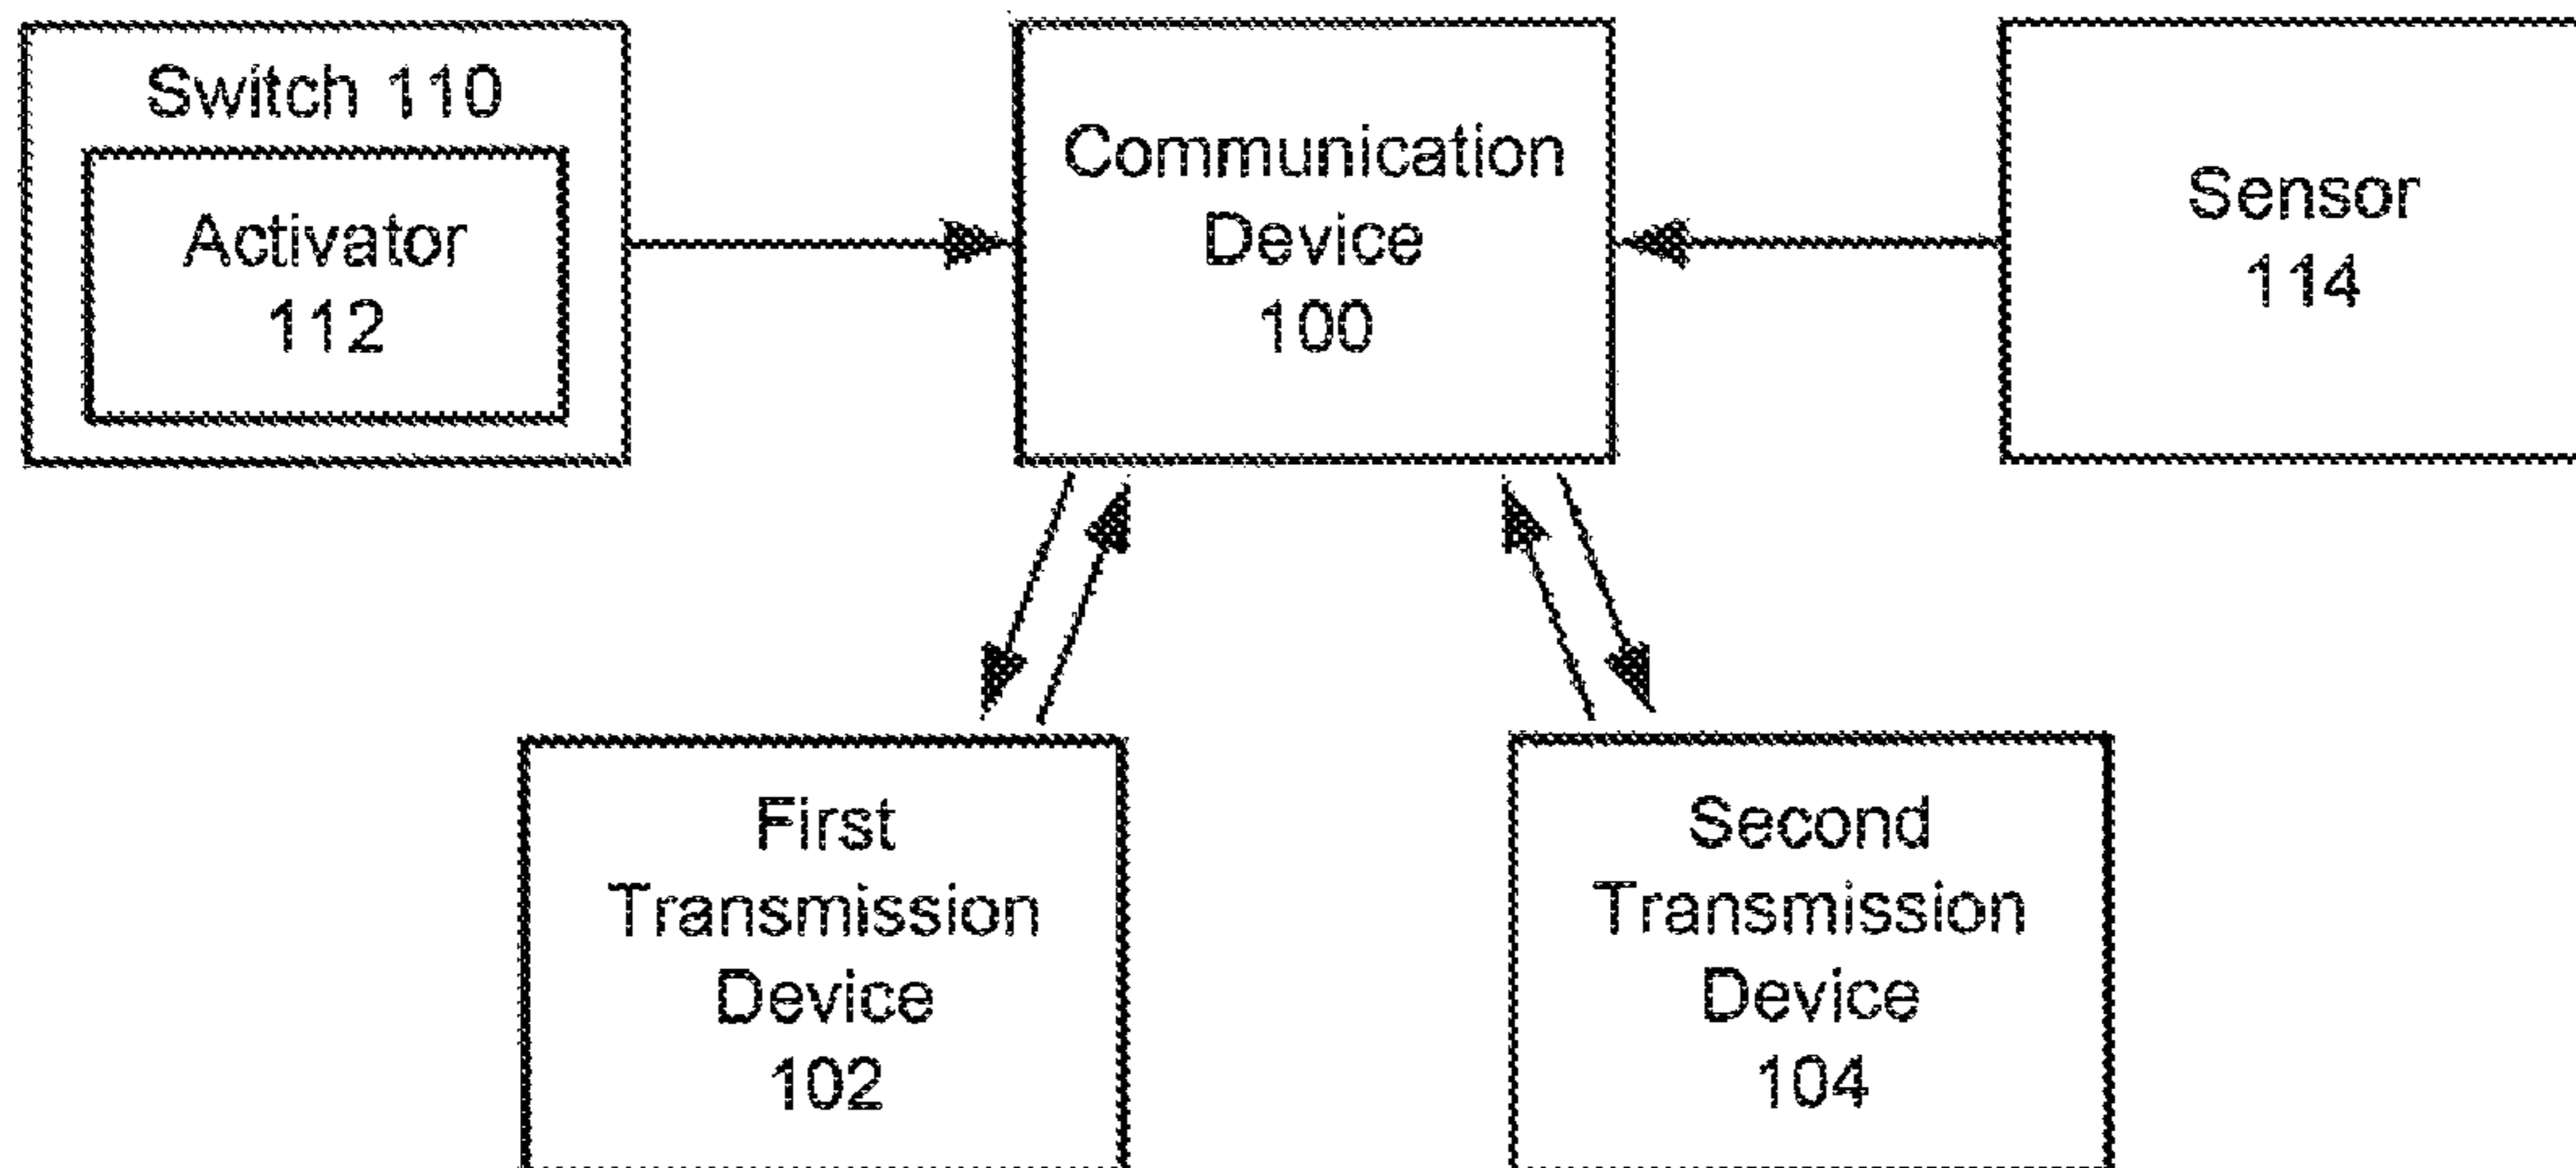 Switch 110
Activator
112
Communication
Device
100
Sensor
114
First
Transmission
Device
102
Second
Transmission
Device
104